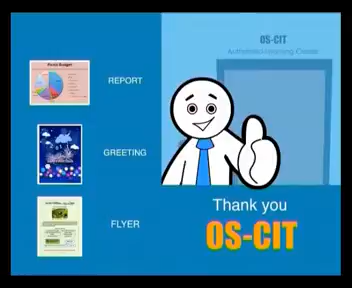 REPORT
GREETING
FLYER
OS-CIT
Authorised Learning Center
Thank you
OS-CIT